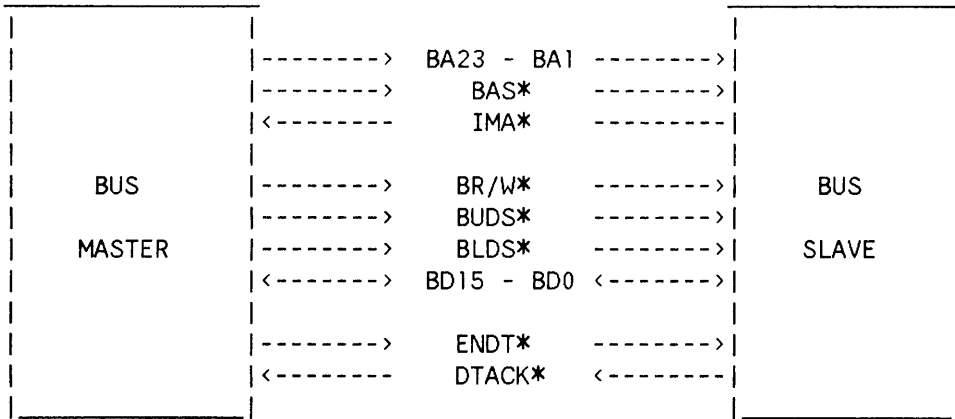 BA23 - BA1
BAS*
IMA*
BUS BR/W* BUS
BUDS*
MASTER BLDS* SLAVE
BD15 - BD0
ENDT*
DTACK*